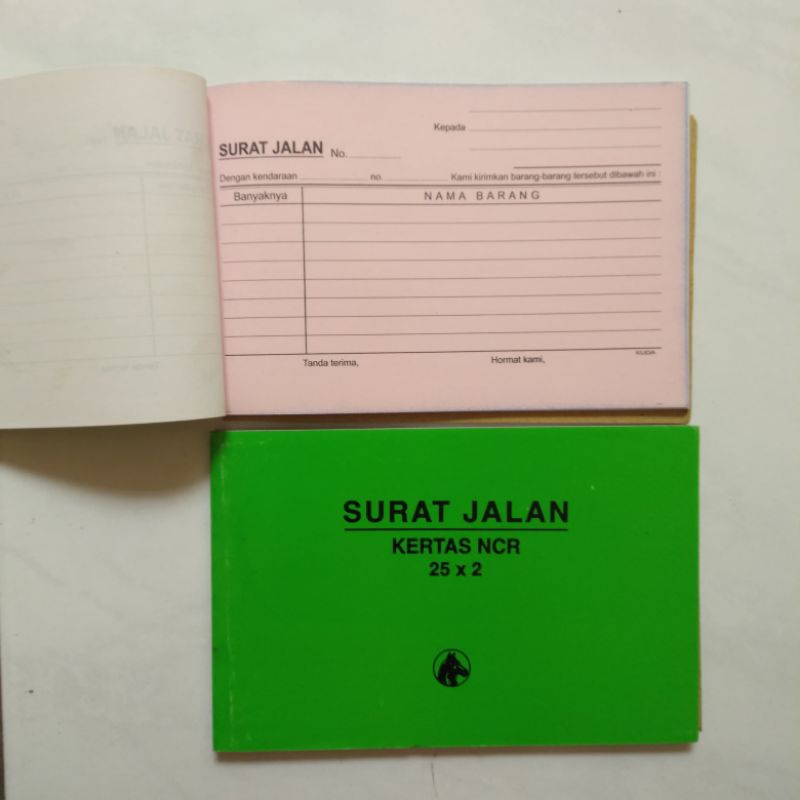 Kepada
SURAT JALAN No.
Dengan kendaraan no. Kami kirimkan barang-barang tersebut dibawah ini :
Banyaknya NAMA BARANG
Tanda terima, Hormat kami,
KUDA
SURAT JALAN
KERTAS NCR
25 x 2